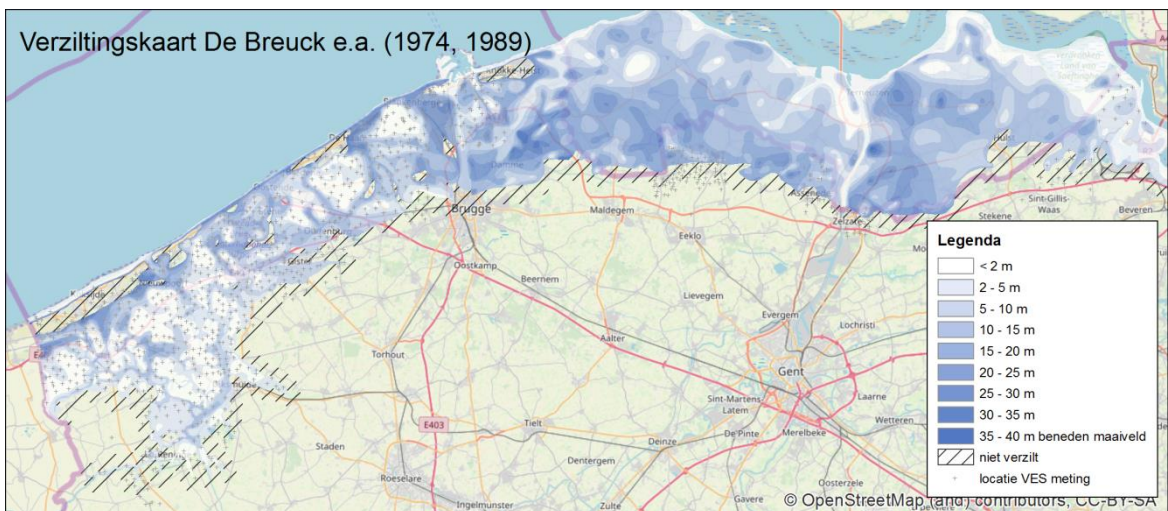 Verziltingskaart De Breuck e.a. (1974, 1989)
Knokke-Heist
Damme
Brugge
Maldegem
Eeklo
Zelzate
Stekene
Sint-Gillis-
Waas
Beveren
Oostkamp
Beernem
Lievegem
Evergem
Lochristi
Aalter
Torhout
Gent
Laarne
Sint-Martens
Latem
Wetteren
De'Pinte
Merelbeke
E403
Tielt
Deinze
Staden
Dentergem
Roeselare
Oosterzele
Gavere
Ingelmunster
Zulte
Legenda
< 2 m
2 - 5 m
5 - 10 m
10 - 15 m
15 - 20 m
20 - 25 m
25 - 30 m
30 - 35 m
35 - 40 m beneden maaiveld
niet verzilt
locatie VES meting
© OpenStreetMap (and) contributors, CC-BY-SA